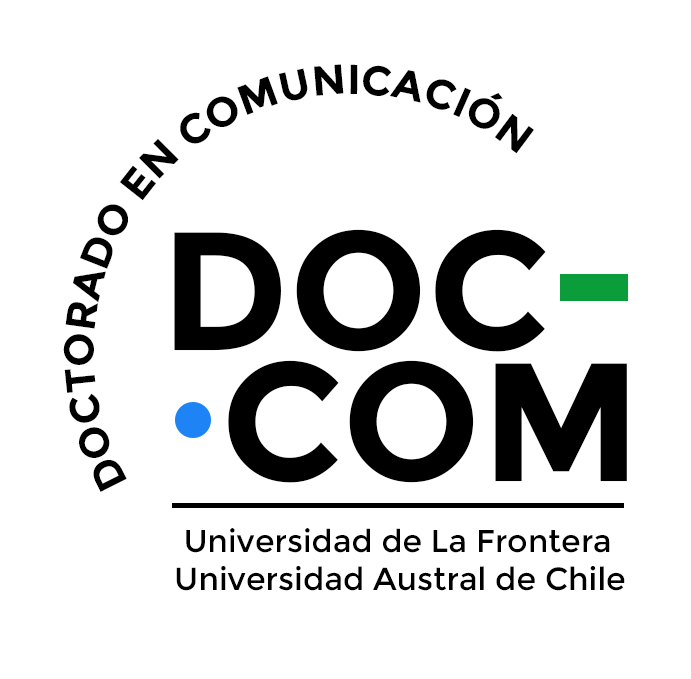 DOCTORADO EN COMUNICACIÓN
DOC-
·COM
Universidad de La Frontera
Universidad Austral de Chile